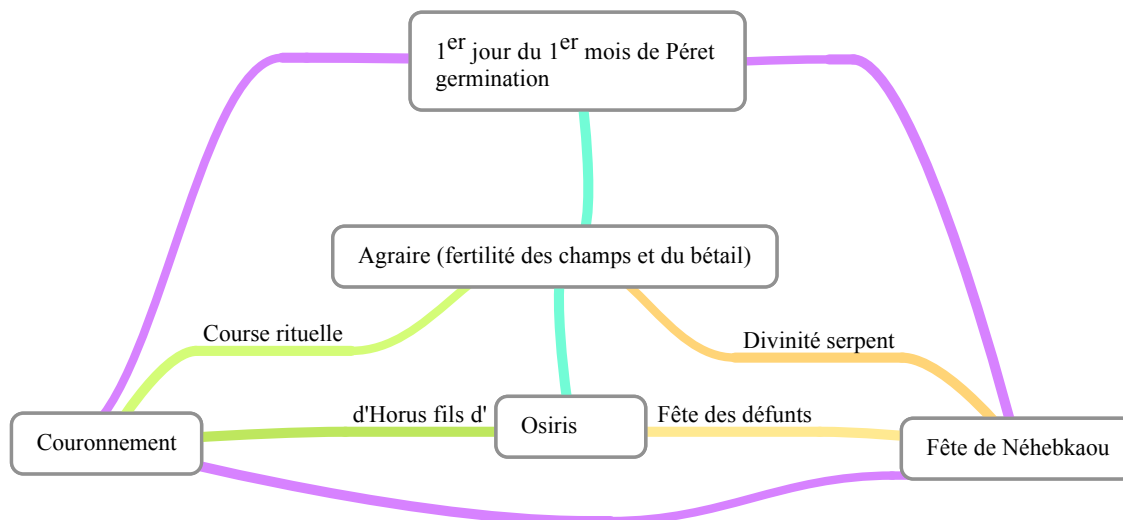 1er jour du 1er mois de Péret
germination
Agraire (fertilité des champs et du bétail)
Course rituelle
Divinité serpent
d'Horus fils d'
Osiris
Fête des défunts
Couronnement
Fête de Néhebkaou